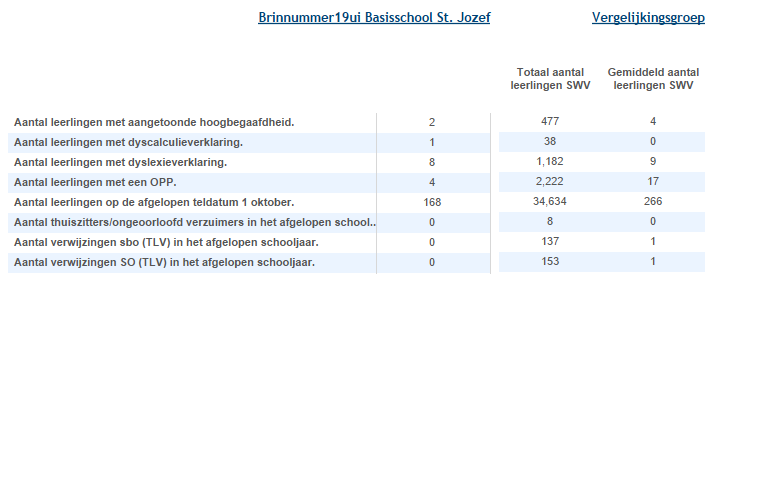 Brinnummer19ui Basisschool St. Jozef Vergelijkingsgroep
Totaal aantal leerlingen SWV Gemiddeld aantal leerlingen SWV
Aantal leerlingen met aangetoonde hoogbegaafdheid. 2 477 4
Aantal leerlingen met dyscalculieverklaring. 1 38 0
Aantal leerlingen met dyslexieverklaring. 8 1,182 9
Aantal leerlingen met een OPP. 4 2,222 17
Aantal leerlingen op de afgelopen teldatum 1 oktober. 168 34,634 266
Aantal thuiszitters/ongeoorloofd verzuimers in het afgelopen school.. 0 8 0
Aantal verwijzingen sbo (TLV) in het afgelopen schooljaar. 0 137 1
Aantal verwijzingen SO (TLV) in het afgelopen schooljaar. 0 153 1